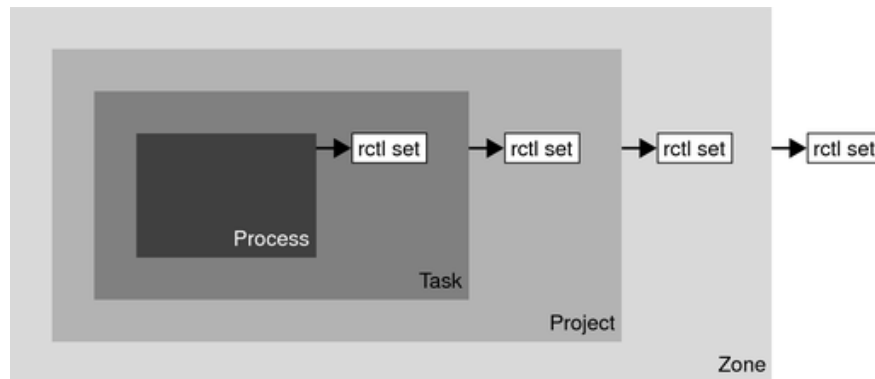 rctl set rctl set rctl set rctl set
Process
Task
Project
Zone